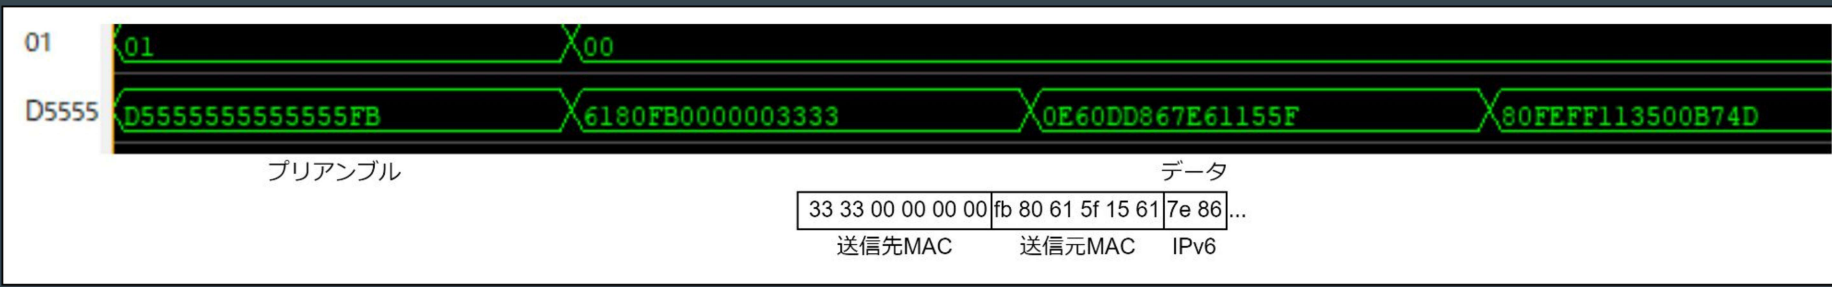 01 01 00
D5555 D5555555555555FB 6180FB0000003333 0E60DD867E61155F 80FEFF113500B74D
プリアンブル データ
33 33 00 00 00 00 fb 80 61 5f 15 61 7e 86 ...
送信先MAC 送信元MAC IPv6